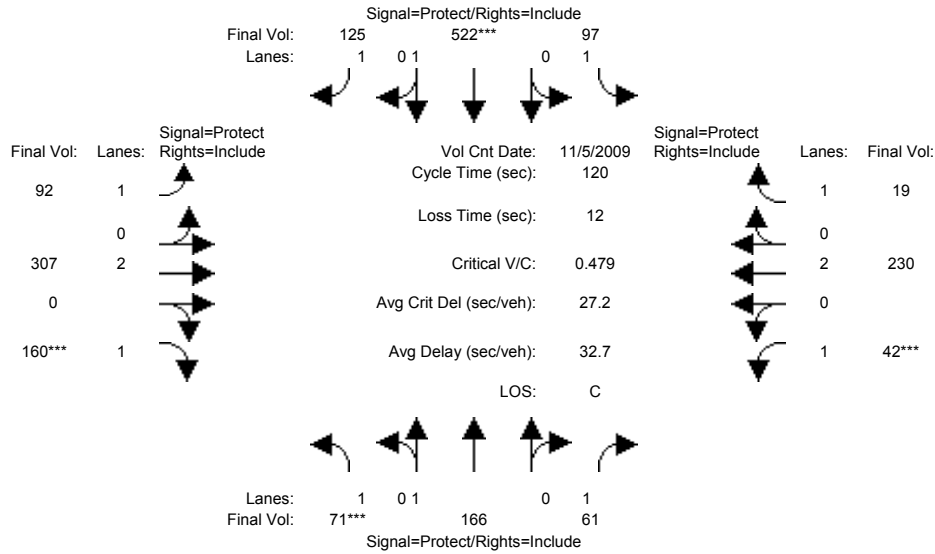 Signal=Protect/Rights=Include
Final Vol: 125 522*** 97
Lanes: 1 0 1 0 1
Signal=Protect Signal=Protect
Final Vol: Lanes: Rights=Include Vol Cnt Date: 11/5/2009 Rights=Include Lanes: Final Vol:
Cycle Time (sec): 120
92 1 1 19
Loss Time (sec): 12
0 0
307 2 Critical V/C: 0.479 2 230
0 Avg Crit Del (sec/veh): 27.2 0
160*** 1 Avg Delay (sec/veh): 32.7 1 42***
LOS: C
Lanes: 1 0 1 0 1
Final Vol: 71*** 166 61
Signal=Protect/Rights=Include